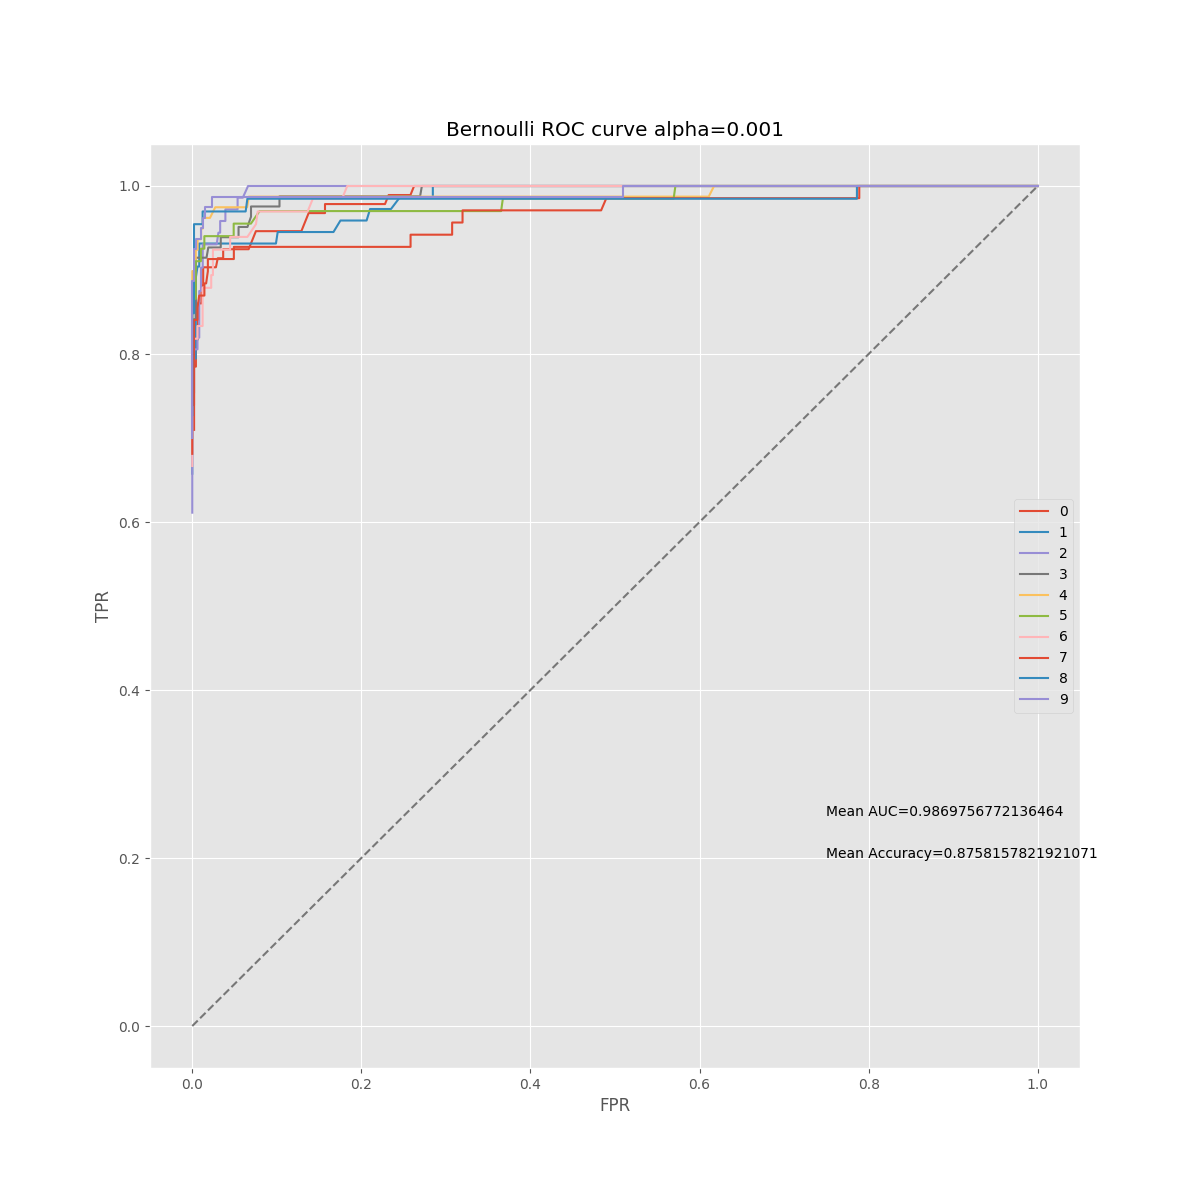 Bernoulli ROC curve alpha=0.001
1.0
0.8
0.6
0.4
0.2
0.0
TPR
0
1
2
3
4
5
6
7
8
9
Mean AUC=0.9869756772136464
Mean Accuracy=0.8758157821921071
0.0 0.2 0.4 0.6 0.8 1.0
FPR